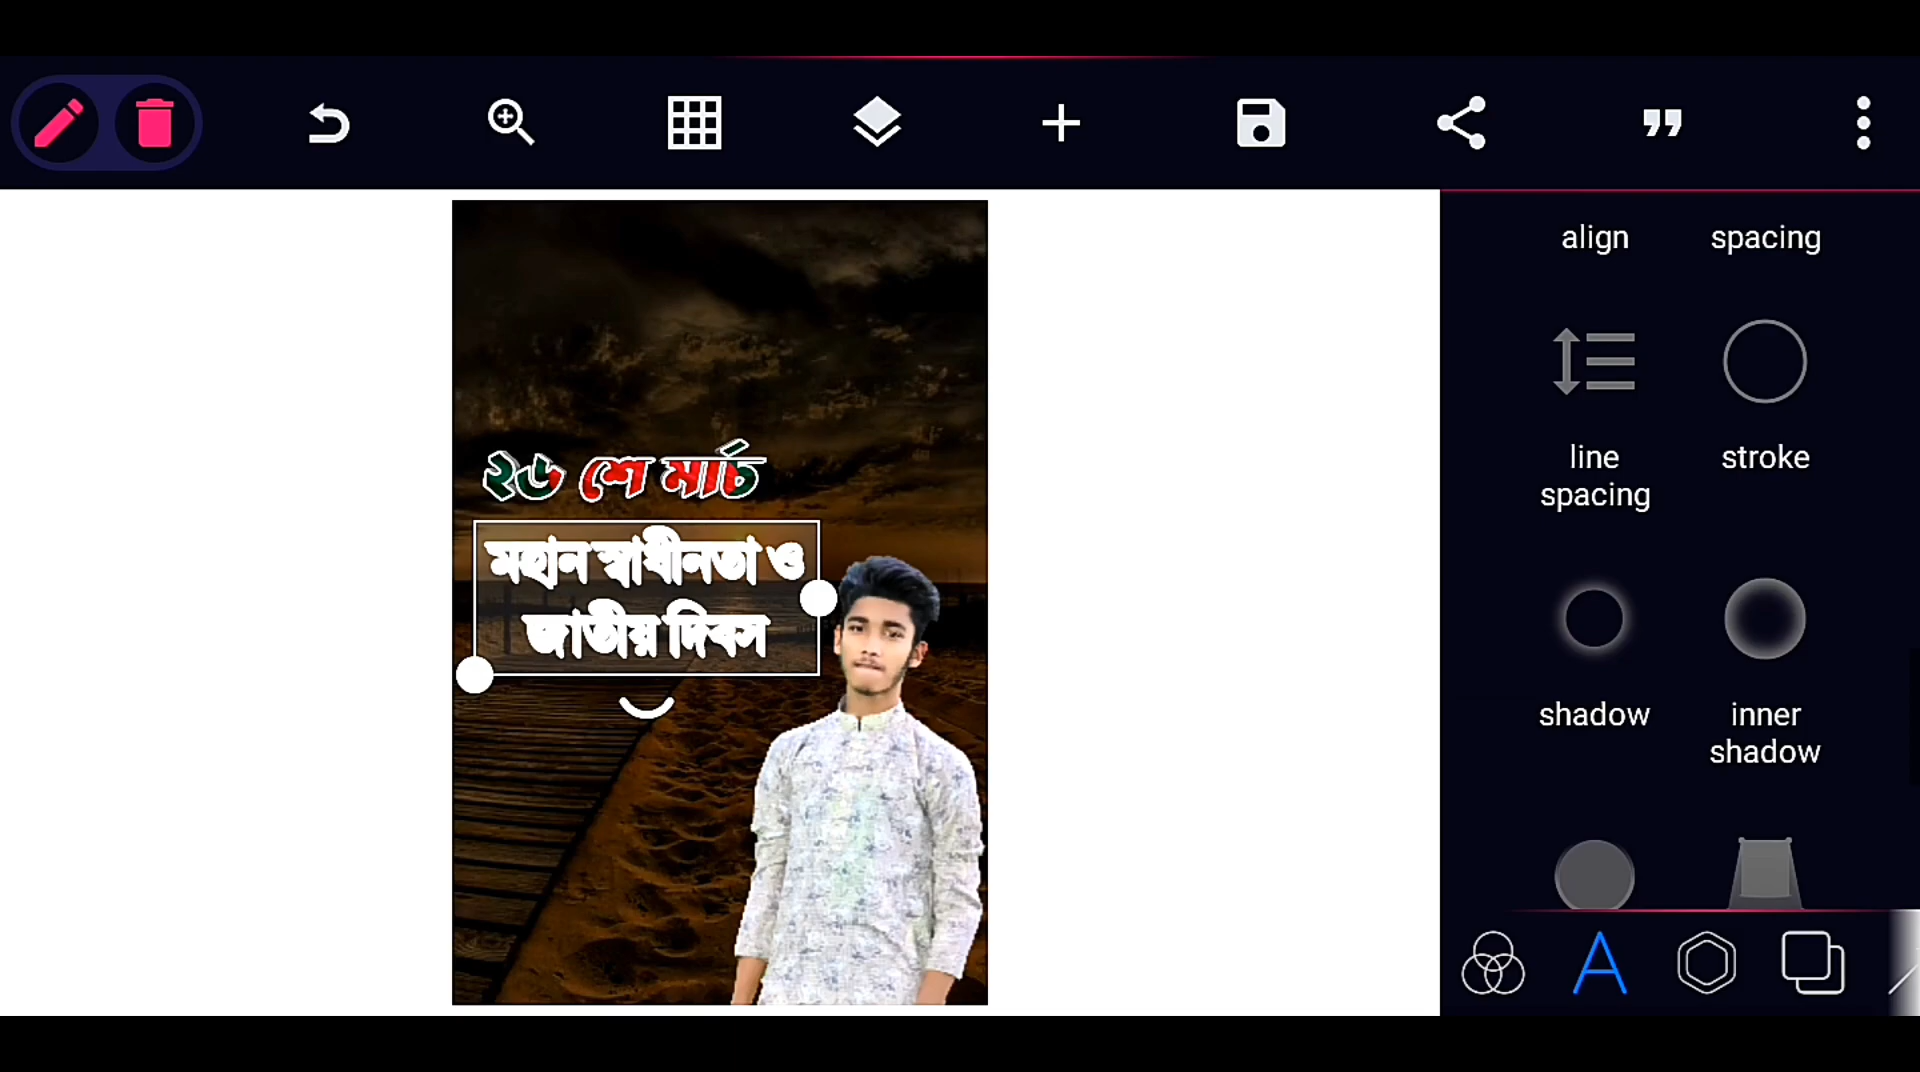 align
spacing
line
spacing
stroke
shadow
inner
shadow
২৬ শে মার্চ
মহান স্বাধীনতা ও
জাতীয় দিবস